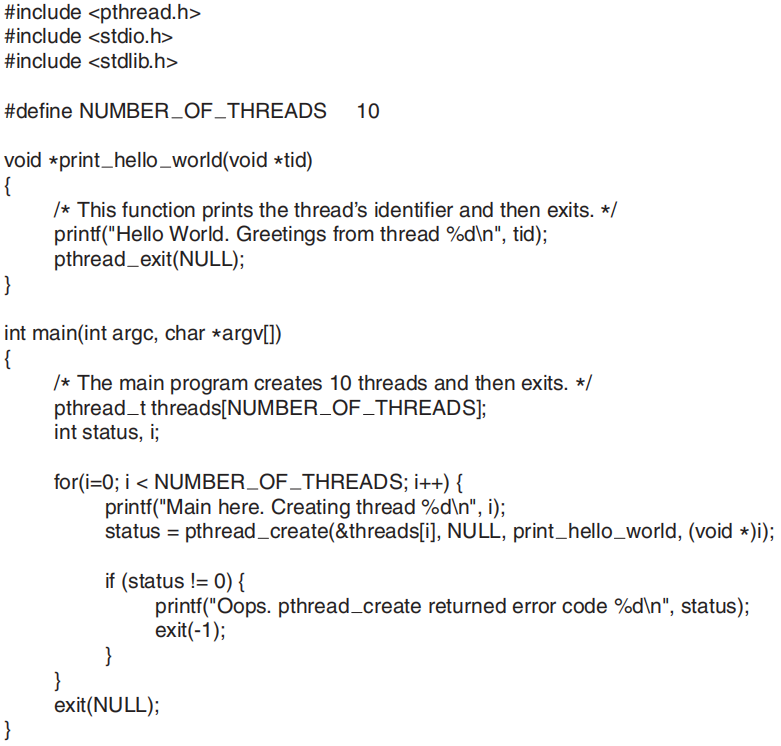 #include <pthread.h>
#include <stdio.h>
#include <stdlib.h>

#define NUMBER_OF_THREADS 10

void *print_hello_world(void *tid)
{
/* This function prints the thread’s identifier and then exits. */
printf("Hello World. Greetings from thread %d\n", tid);
pthread_exit(NULL);
}

int main(int argc, char *argv[])
{
/* The main program creates 10 threads and then exits. */
pthread_t threads[NUMBER_OF_THREADS];
int status, i;

for(i=0; i < NUMBER_OF_THREADS; i++) {
printf("Main here. Creating thread %d\n", i);
status = pthread_create(&threads[i], NULL, print_hello_world, (void *)i);

if (status != 0) {
printf("Oops. pthread_create returned error code %d\n", status);
exit(-1);
}
}
exit(NULL);
}